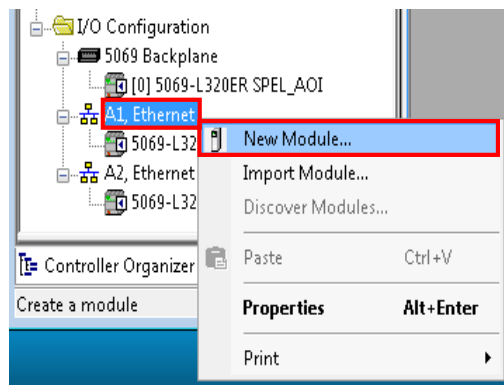 I/O Configuration
5069 Backplane
[0] 5069-L320ER SPEL_AOI
A1, Ethernet
5069-L32
A2, Ethernet
5069-L32
New Module...
Import Module...
Discover Modules...
Paste Ctrl+V
Properties Alt+Enter
Print
Controller Organizer
Create a module